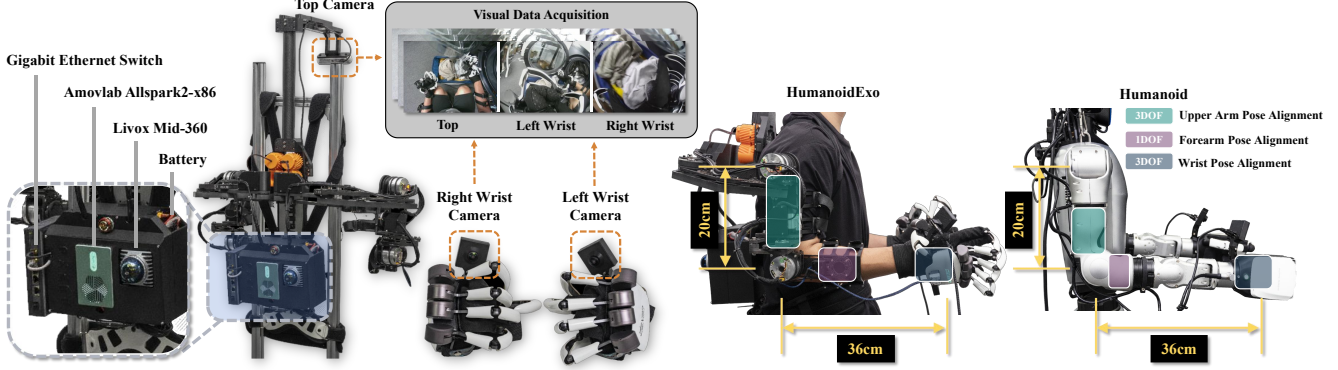 Top Camera
Visual Data Acquisition
Gigabit Ethernet Switch
Amovlab Allspark2-x86
Livox Mid-360
Battery
Top
Left Wrist
Right Wrist
Right Wrist
Camera
Left Wrist
Camera
HumanoidExo
Humanoid
3DOF Upper Arm Pose Alignment
1DOF Forearm Pose Alignment
3DOF Wrist Pose Alignment
20cm
20cm
36cm
36cm